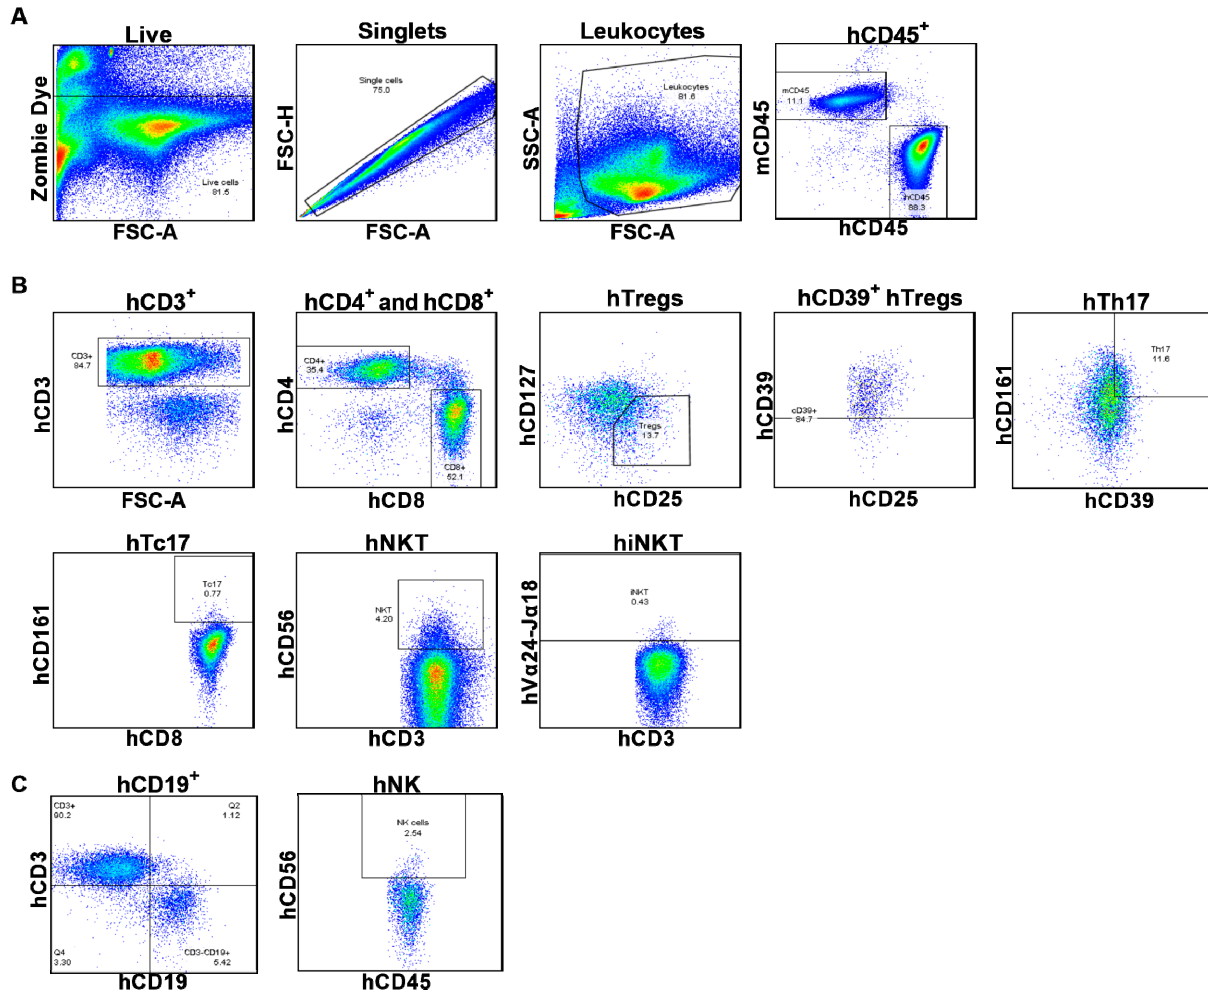 A
Live
Singlets
Leukocytes
hCD45+
Zombie Dye
Live cells
81.5
FSC-A
FSC-H
Single cells
75.0
FSC-A
SSC-A
Leukocytes
81.6
FSC-A
mCD45
mCD45
11.1
hCD45
88.3
hCD45
B
hCD3+
hCD4+ and hCD8+
hTregs
hCD39+ hTregs
hTh17
hCD3
CD3+
84.7
FSC-A
hCD4
CD4+
35.4
CD8+
52.1
hCD8
hCD127
Tregs
13.7
hCD25
hCD39
cD39+
84.7
hCD25
hCD161
Th17
11.6
hCD39
hTc17
hNKT
hiNKT
hCD161
Tc17
0.77
hCD8
hCD56
NKT
4.20
hCD3
hVα24-Jα18
iNKT
0.43
hCD3
C
hCD19+
hNK
hCD3
CD3+
90.2
Q2
1.12
Q4
3.30
CD3-CD19+
5.42
hCD19
hCD56
NK cells
2.54
hCD45